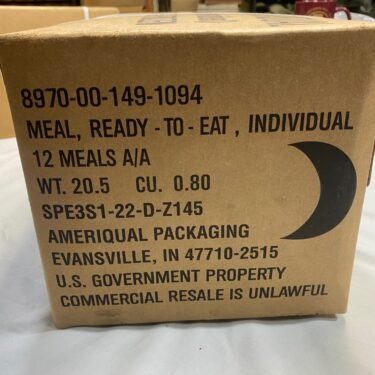 8970-00-149-1094
MEAL, READY - TO - EAT , INDIVIDUAL
12 MEALS A/A
WT. 20.5 CU. 0.80
SPE3S1-22-D-Z145
AMERIQUAL PACKAGING
EVANSVILLE, IN 47710-2515
U.S. GOVERNMENT PROPERTY
COMMERCIAL RESALE IS UNLAWFUL